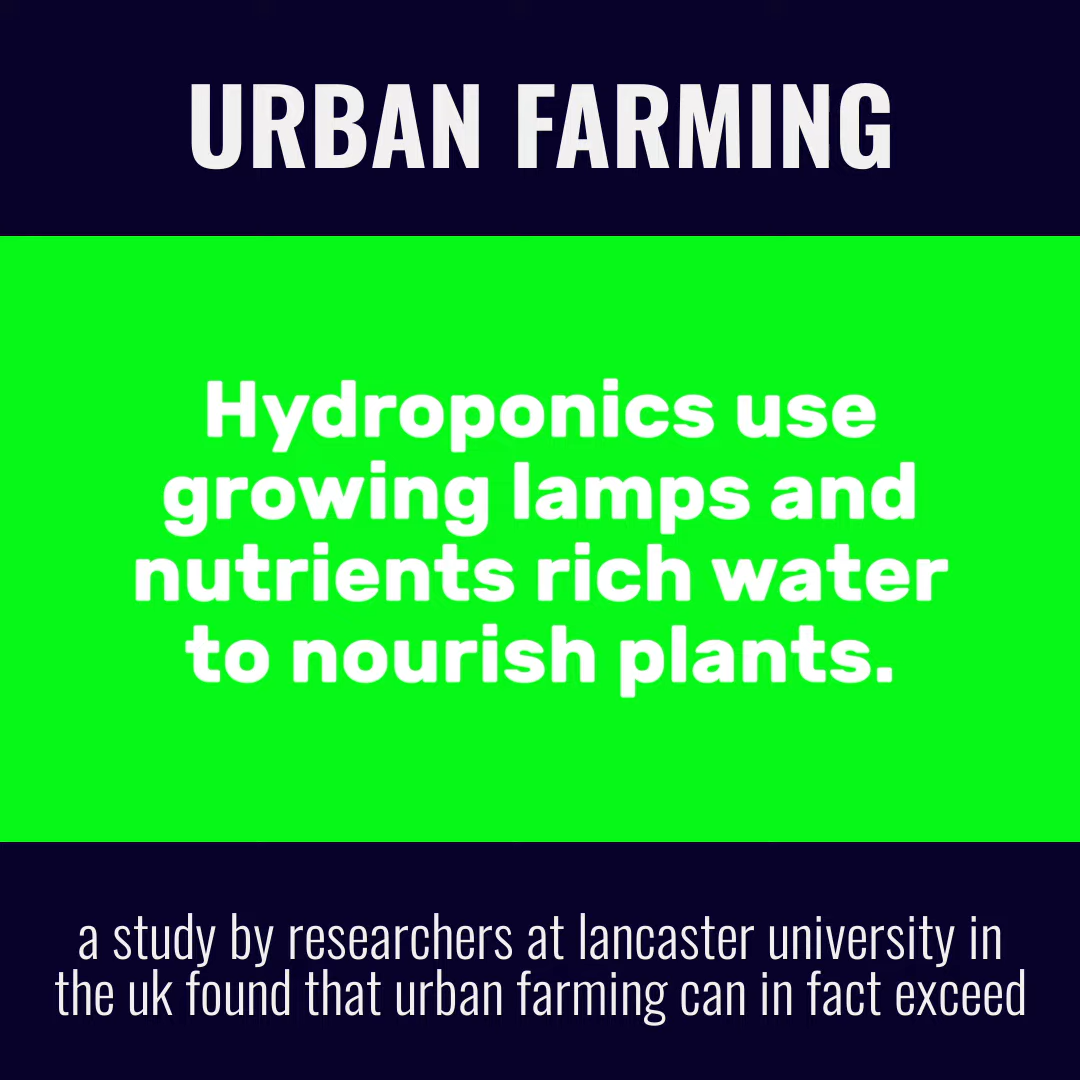 URBAN FARMING
Hydroponics use
growing lamps and
nutrients rich water
to nourish plants.
a study by researchers at lancaster university in
the uk found that urban farming can in fact exceed